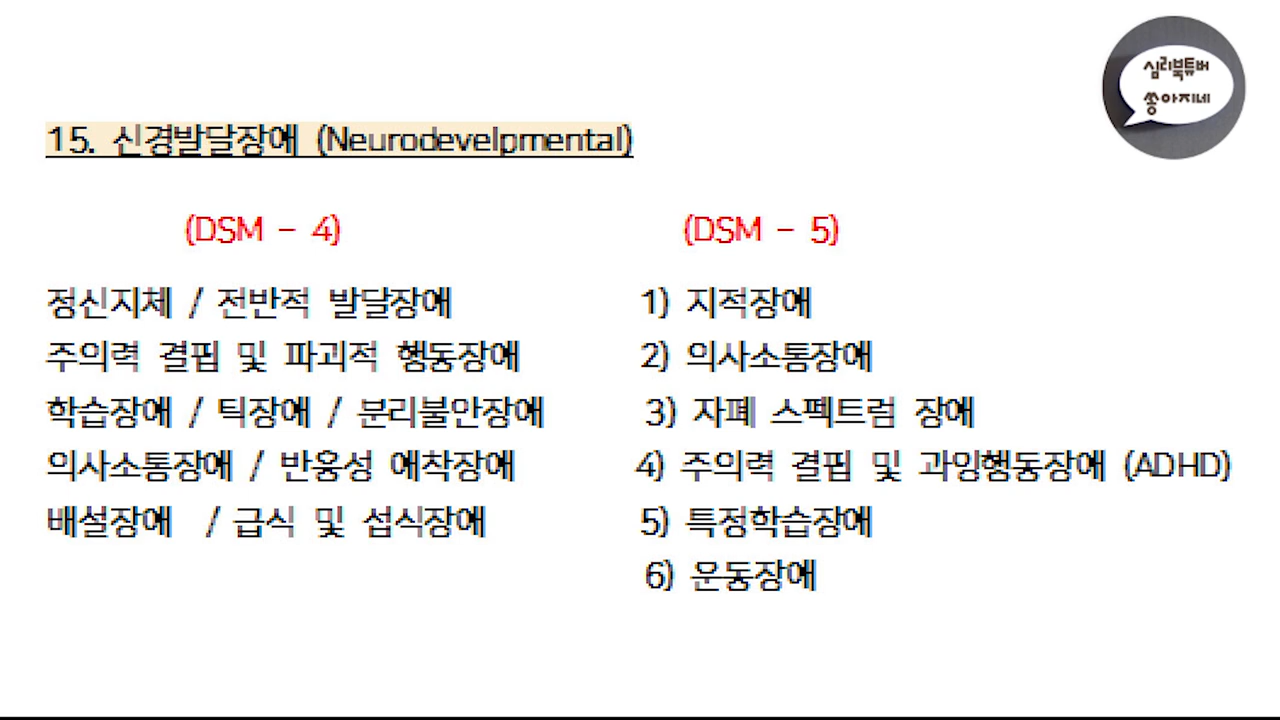 심리북튜버
쏭아지네
15. 신경발달장애 (Neurodevelpmental)
(DSM - 4)
(DSM - 5)
정신지체 / 전반적 발달장애
주의력 결핍 및 파괴적 행동장애
학습장애 / 틱장애 / 분리불안장애
의사소통장애 / 반응성 애착장애
배설장애 / 급식 및 섭식장애
1) 지적장애
2) 의사소통장애
3) 자폐 스펙트럼 장애
4) 주의력 결핍 및 과잉행동장애 (ADHD)
5) 특정학습장애
6) 운동장애